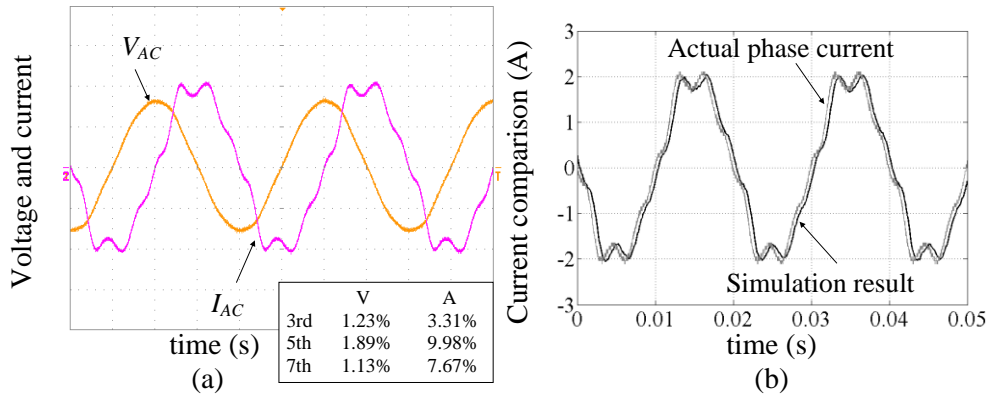 Voltage and current
V_AC
2
T
I_AC
V A
3rd 1.23% 3.31%
5th 1.89% 9.98%
7th 1.13% 7.67%
time (s)
(a)
Current comparison (A)
3
2
1
0
-1
-2
-3
Actual phase current
Simulation result
0 0.01 0.02 0.03 0.04 0.05
time (s)
(b)